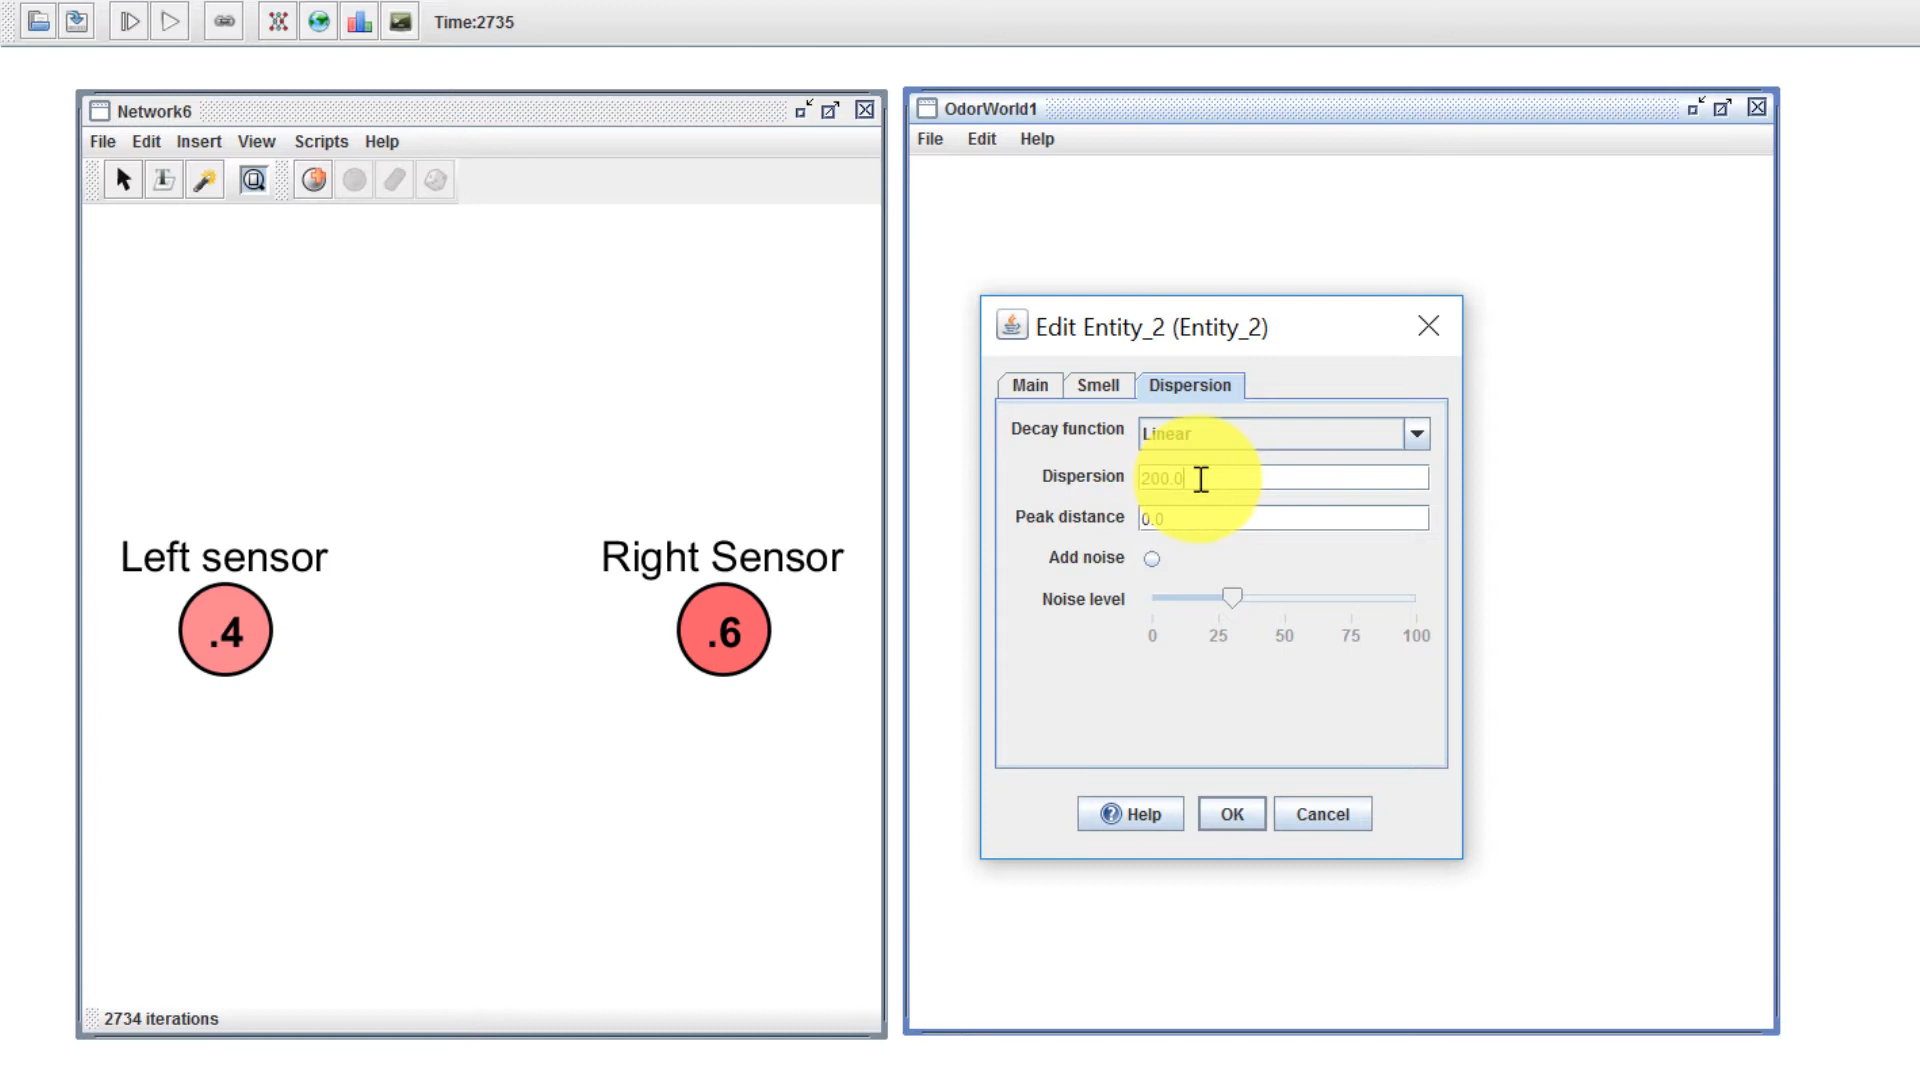 Time:2735
Network6
File Edit Insert View Scripts Help
Left sensor
.4
Right Sensor
.6
2734 iterations
OdorWorld1
File Edit Help
Edit Entity_2 (Entity_2)
Main Smell Dispersion
Decay function Linear
Dispersion 200.0
Peak distance 0.0
Add noise
Noise level
0 25 50 75 100
Help OK Cancel